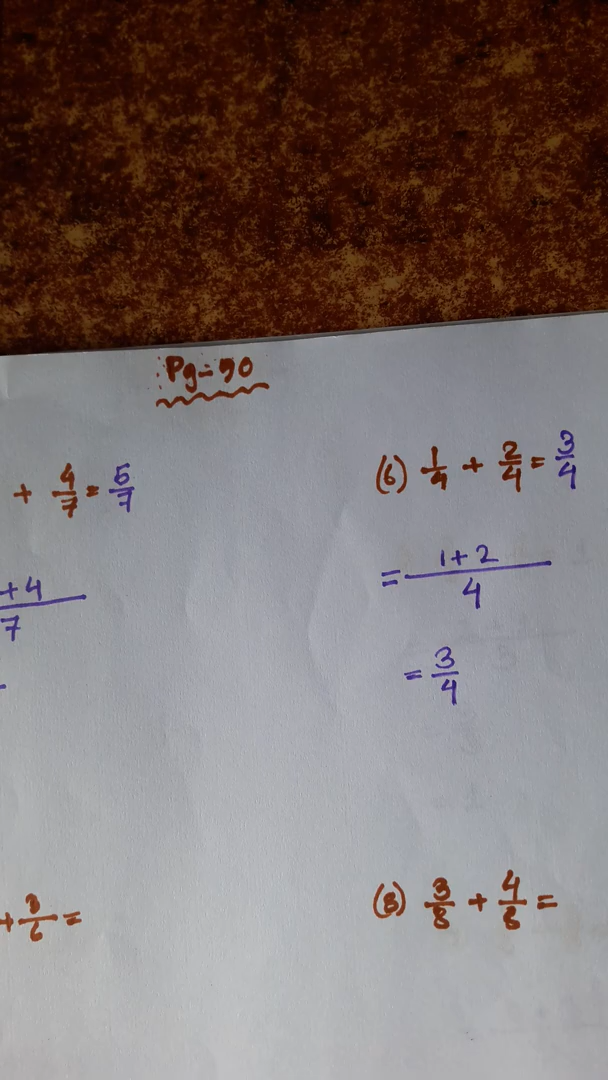 Pg=50
+ 4/7 = 5/7
(6) 1/4 + 2/4 = 3/4
+4/7
= 1+2/4
= 3/4
+ 3/6 =
(8) 3/8 + 4/8 =